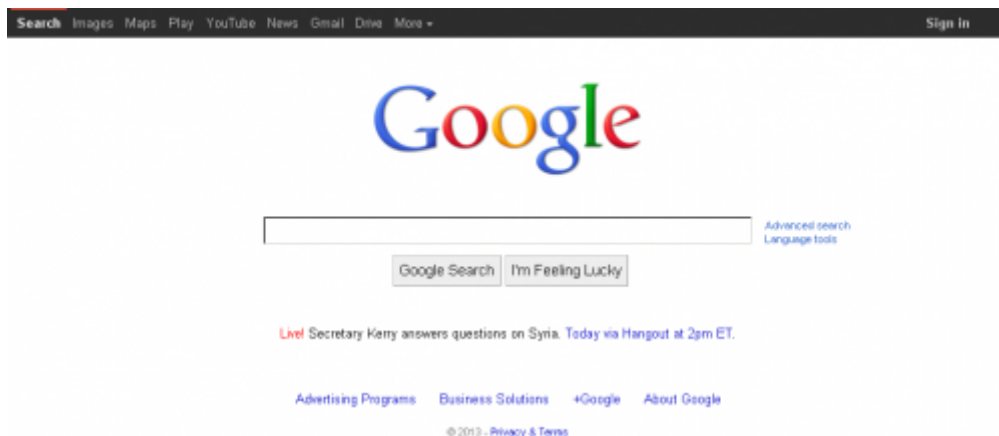 Search Images Maps Play YouTube News Gmail Drive More
Sign in
Google
Advanced search
Language tools
Google Search I'm Feeling Lucky
Live! Secretary Kerry answers questions on Syria. Today via Hangout at 2pm ET.
Advertising Programs Business Solutions +Google About Google
© 2013 - Privacy & Terms